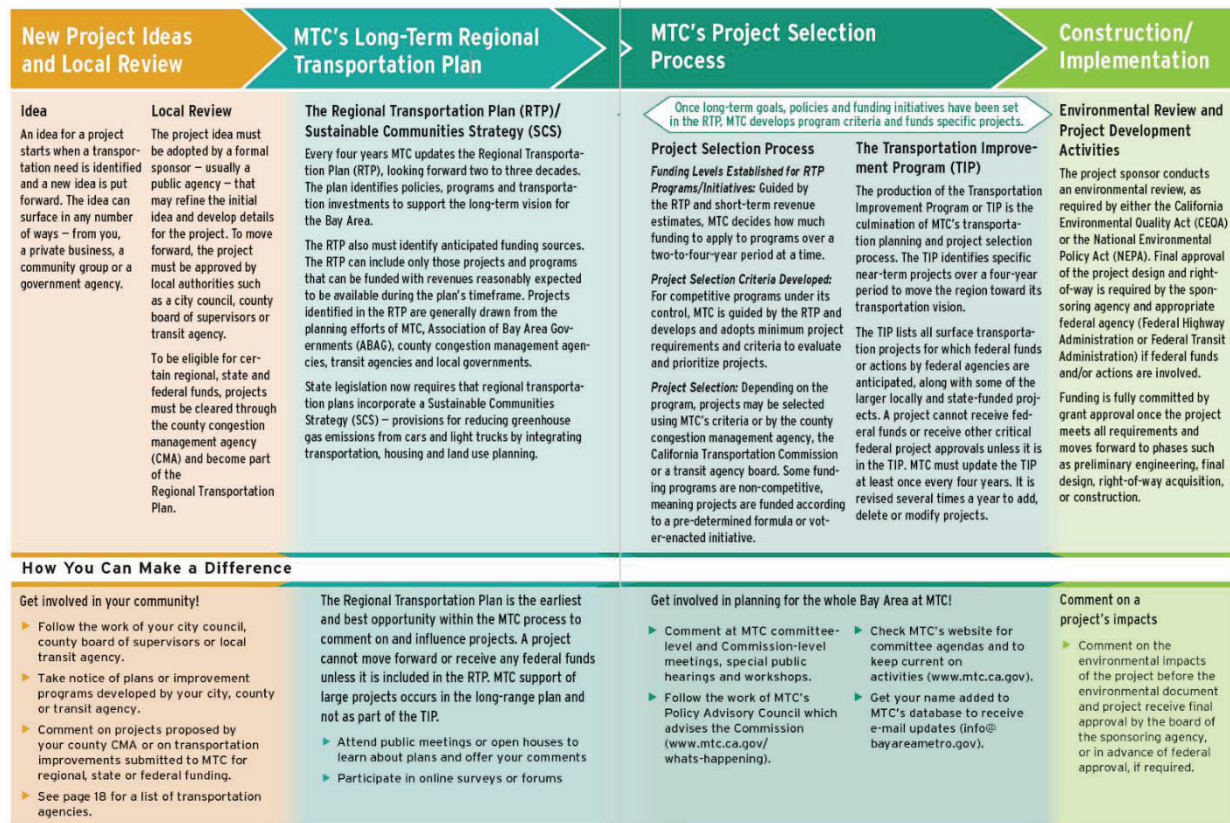 New Project Ideas
and Local Review
MTC's Long-Term Regional
Transportation Plan
MTC's Project Selection
Process
Construction/
Implementation
Idea
An idea for a project
starts when a transpor-
tation need is identified
and a new idea is put
forward. The idea can
surface in any number
of ways — from you,
a private business, a
community group or a
government agency.
Local Review
The project idea must
be adopted by a formal
sponsor — usually a
public agency — that
may refine the initial
idea and develop details
for the project. To move
forward, the project
must be approved by
local authorities such
as a city council, county
board of supervisors or
transit agency.
To be eligible for cer-
tain regional, state and
federal funds, projects
must be cleared through
the county congestion
management agency
(CMA) and become part
of the
Regional Transportation
Plan.
The Regional Transportation Plan (RTP)/
Sustainable Communities Strategy (SCS)
Every four years MTC updates the Regional Transporta-
tion Plan (RTP), looking forward two to three decades.
The plan identifies policies, programs and transporta-
tion investments to support the long-term vision for
the Bay Area.
The RTP also must identify anticipated funding sources.
The RTP can include only those projects and programs
that can be funded with revenues reasonably expected
to be available during the plan's timeframe. Projects
identified in the RTP are generally drawn from the
planning efforts of MTC, Association of Bay Area Gov-
ernments (ABAG), county congestion management agen-
cies, transit agencies and local governments.
State legislation now requires that regional transporta-
tion plans incorporate a Sustainable Communities
Strategy (SCS) — provisions for reducing greenhouse
gas emissions from cars and light trucks by integrating
transportation, housing and land use planning.
Once long-term goals, policies and funding initiatives have been set
in the RTP, MTC develops program criteria and funds specific projects.
Project Selection Process
Funding Levels Established for RTP
Programs/Initiatives: Guided by
the RTP and short-term revenue
estimates, MTC decides how much
funding to apply to programs over a
two-to-four-year period at a time.
Project Selection Criteria Developed:
For competitive programs under its
control, MTC is guided by the RTP and
develops and adopts minimum project
requirements and criteria to evaluate
and prioritize projects.
Project Selection: Depending on the
program, projects may be selected
using MTC's criteria or by the county
congestion management agency, the
California Transportation Commission
or a transit agency board. Some fund-
ing programs are non-competitive,
meaning projects are funded according
to a pre-determined formula or vot-
er-enacted initiative.
The Transportation Improve-
ment Program (TIP)
The production of the Transportation
Improvement Program or TIP is the
culmination of MTC's transporta-
tion planning and project selection
process. The TIP identifies specific
near-term projects over a four-year
period to move the region toward its
transportation vision.
The TIP lists all surface transporta-
tion projects for which federal funds
or actions by federal agencies are
anticipated, along with some of the
larger locally and state-funded proj-
ects. A project cannot receive fed-
eral funds or receive other critical
federal project approvals unless it is
in the TIP. MTC must update the TIP
at least once every four years. It is
revised several times a year to add,
delete or modify projects.
Environmental Review and
Project Development
Activities
The project sponsor conducts
an environmental review, as
required by either the California
Environmental Quality Act (CEQA)
or the National Environmental
Policy Act (NEPA). Final approval
of the project design and right-
of-way is required by the spon-
soring agency and appropriate
federal agency (Federal Highway
Administration or Federal Transit
Administration) if federal funds
and/or actions are involved.
Funding is fully committed by
grant approval once the project
meets all requirements and
moves forward to phases such
as preliminary engineering, final
design, right-of-way acquisition,
or construction.
How You Can Make a Difference
Get involved in your community!
Follow the work of your city council,
county board of supervisors or local
transit agency.
Take notice of plans or improvement
programs developed by your city, county
or transit agency.
Comment on projects proposed by
your county CMA or on transportation
improvements submitted to MTC for
regional, state or federal funding.
See page 18 for a list of transportation
agencies.
The Regional Transportation Plan is the earliest
and best opportunity within the MTC process to
comment on and influence projects. A project
cannot move forward or receive any federal funds
unless it is included in the RTP. MTC support of
large projects occurs in the long-range plan and
not as part of the TIP.
Attend public meetings or open houses to
learn about plans and offer your comments
Participate in online surveys or forums
Get involved in planning for the whole Bay Area at MTC!
Comment at MTC committee-
level and Commission-level
meetings, special public
hearings and workshops.
Follow the work of MTC's
Policy Advisory Council which
advises the Commission
(www.mtc.ca.gov/
whats-happening).
Check MTC's website for
committee agendas and to
keep current on
activities (www.mtc.ca.gov).
Get your name added to
MTC's database to receive
e-mail updates (info@
bayareametro.gov).
Comment on a
project's impacts
Comment on the
environmental impacts
of the project before the
environmental document
and project receive final
approval by the board of
the sponsoring agency,
or in advance of federal
approval, if required.